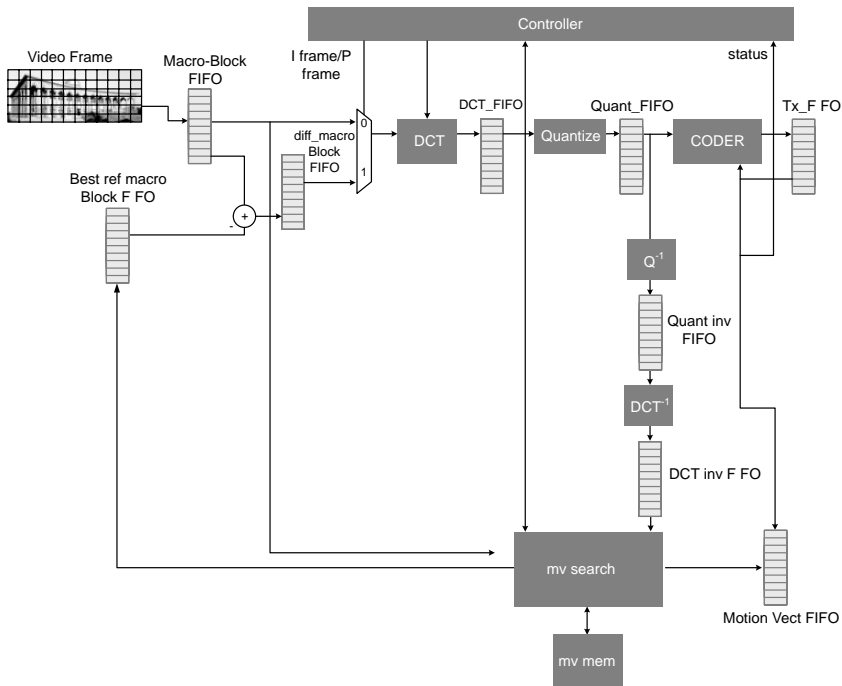 Controller
Video Frame
Macro-Block
FIFO
I frame/P
frame
status
DCT_FIFO
Quant_FIFO
Tx_F FO
0
diff_macro
Block
FIFO
1
DCT
Quantize
CODER
Best ref macro
Block F FO
+
-
Q-1
Quant inv
FIFO
DCT-1
DCT inv F FO
mv search
Motion Vect FIFO
mv mem